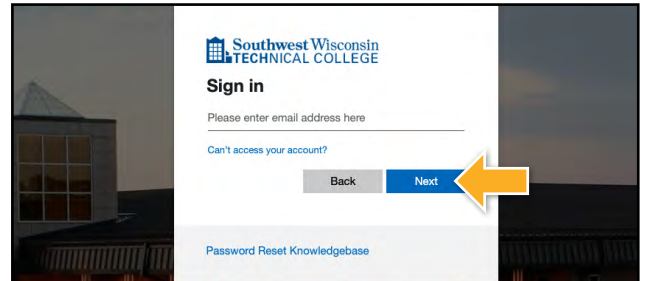 Southwest Wisconsin
TECHNICAL COLLEGE
Sign in
Please enter email address here
Can't access your account?
Back Next
Password Reset Knowledgebase